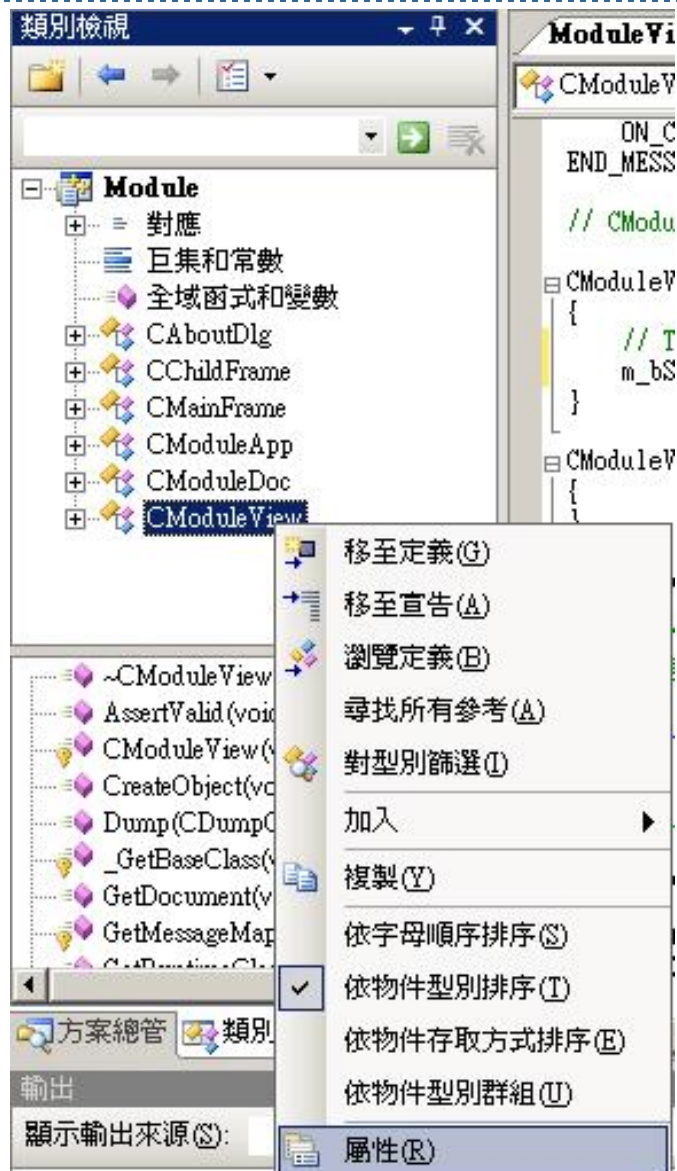 類別檢視
Module
對應
巨集和常數
全域函式和變數
CAboutDlg
CChildFrame
CMainFrame
CModuleApp
CModuleDoc
CModuleView
~CModuleView
AssertValid(voi
CModuleView(
CreateObject(vo
Dump(CDump
_GetBaseClass(
GetDocument(v
GetMessageMap
方案總管
類別
輸出
顯示輸出來源(S):
移至定義(G)
移至宣告(A)
瀏覽定義(B)
尋找所有參考(A)
對型別篩選(I)
加入
複製(Y)
依字母順序排序(S)
依物件型別排序(T)
依物件存取方式排序(E)
依物件型別群組(U)
屬性(R)
ModuleVi
CModuleV
ON_C
END_MESS
// CModu
CModuleV
{
// T
m_bS
}
CModuleV
{